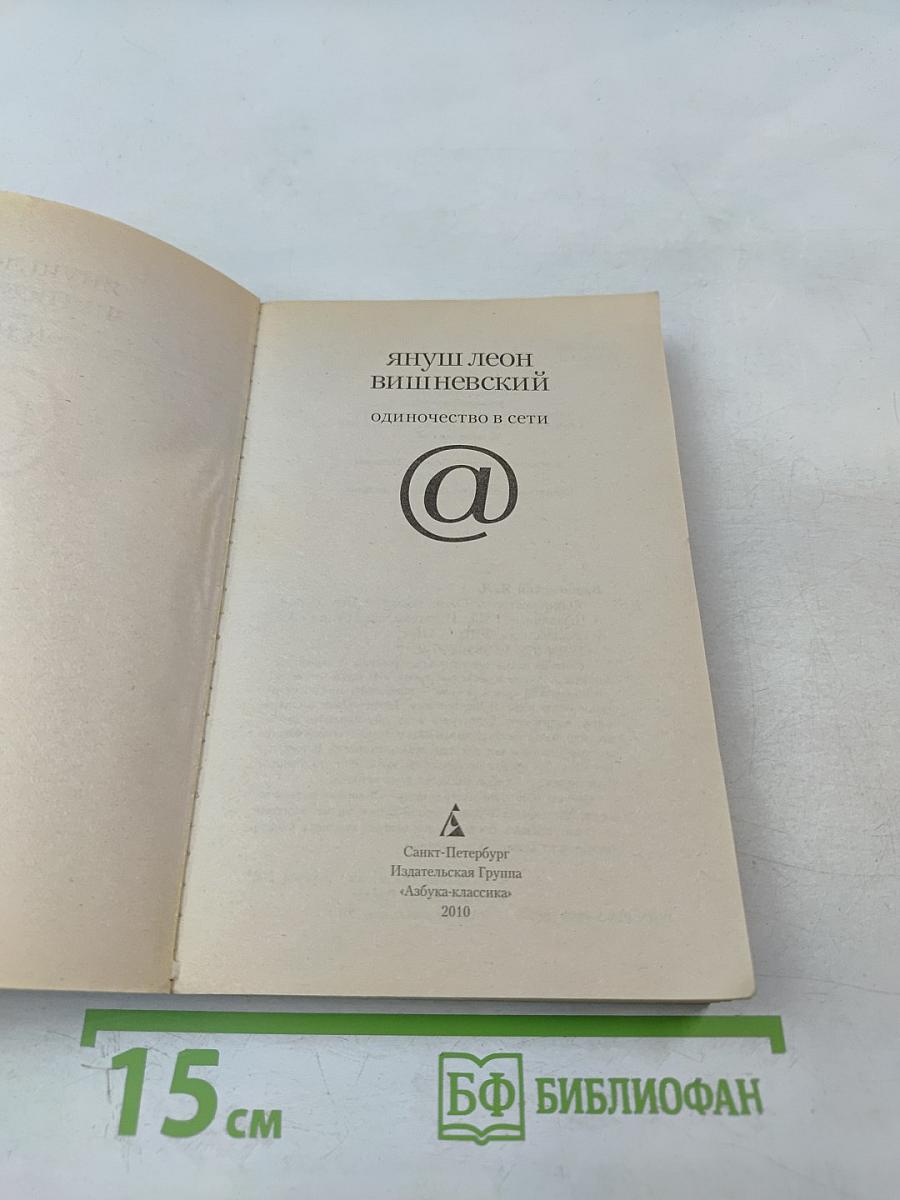 януш леон
вишневский
одиночество в сети
@
Санкт-Петербург
Издательская Группа
«Азбука-классика»
2010
15 см
БФ БИБЛИОФАН